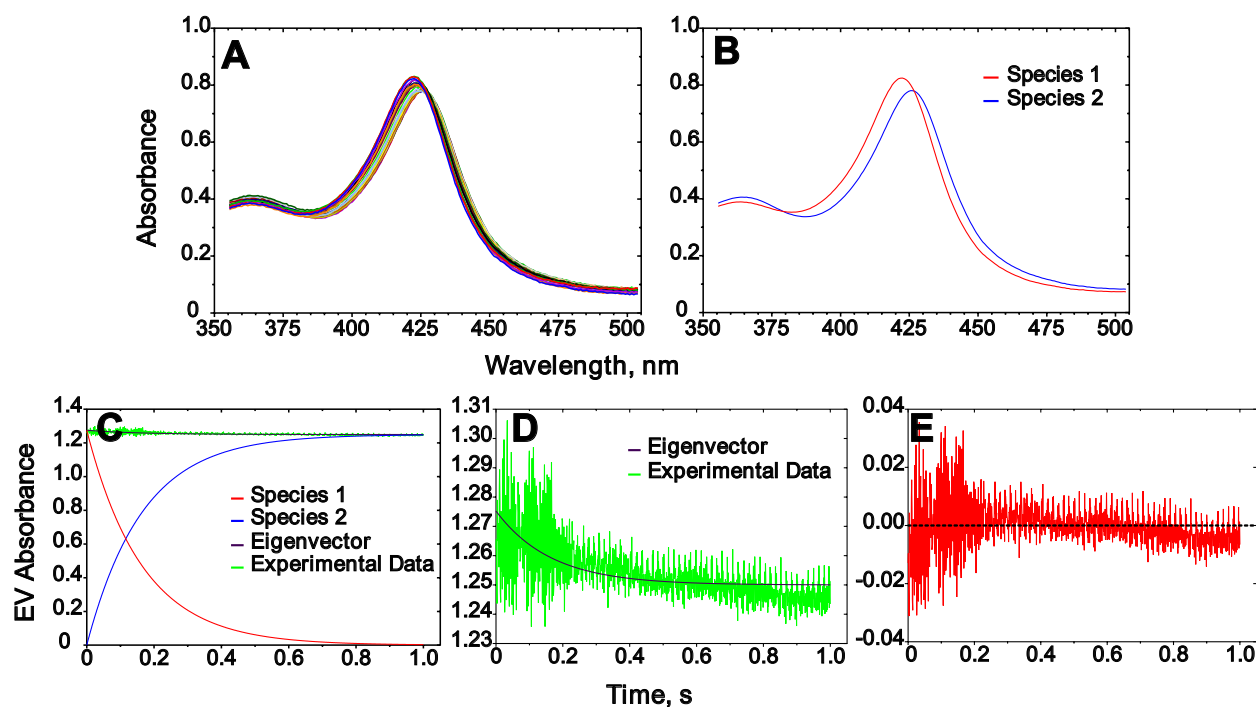 A
B
1.0
0.8
0.6
0.4
0.2
0
350 375 400 425 450 475 500
Absorbance
1.0
0.8
0.6
0.4
0.2
0
350 375 400 425 450 475 500
Species 1
Species 2
Wavelength, nm
C
D
E
1.4
1.2
1.0
0.8
0.6
0.4
0.2
0
0 0.2 0.4 0.6 0.8 1.0
EV Absorbance
Species 1
Species 2
Eigenvector
Experimental Data
1.31
1.30
1.29
1.28
1.27
1.26
1.25
1.24
1.23
0 0.2 0.4 0.6 0.8 1.0
Eigenvector
Experimental Data
0.04
0.02
0.00
-0.02
-0.04
0 0.2 0.4 0.6 0.8 1.0
Time, s